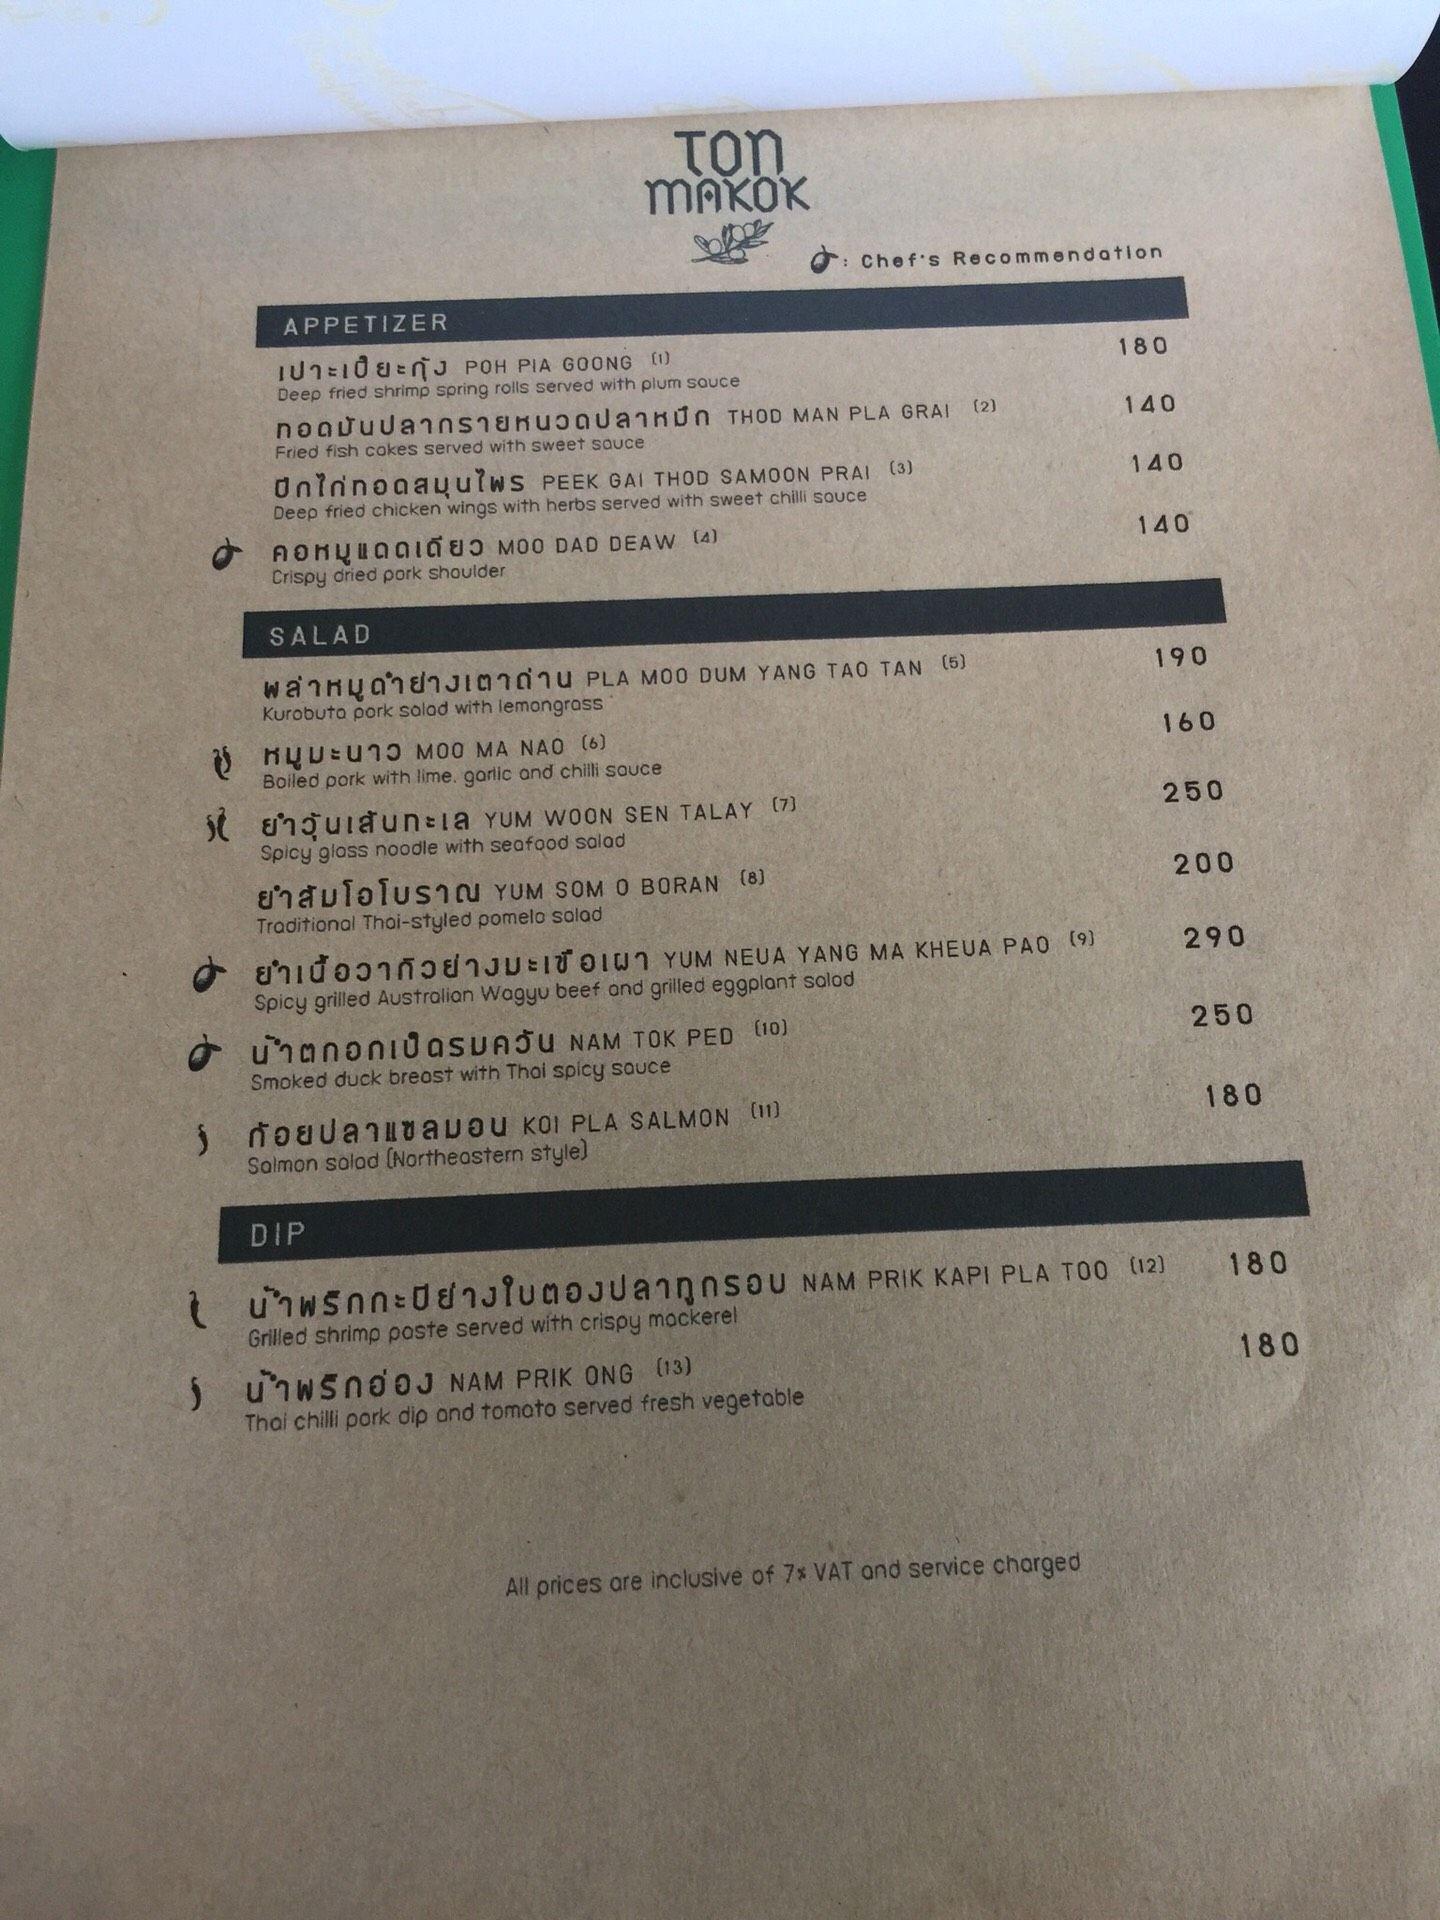 TON
MAKOK
: Chef's Recommendation
APPETIZER
เปาะเปี๊ยะกุ้ง POH PIA GOONG (1) 180
Deep fried shrimp spring rolls served with plum sauce
ทอดมันปลากรายหนวดปลาหมึก THOD MAN PLA GRAI (2) 140
Fried fish cakes served with sweet sauce
ปีกไก่ทอดสมุนไพร PEEK GAI THOD SAMOON PRAI (3) 140
Deep fried chicken wings with herbs served with sweet chilli sauce
คอหมูแดดเดียว MOO DAD DEAW (4) 140
Crispy dried pork shoulder
SALAD
พล่าหมูดำย่างเตาถ่าน PLA MOO DUM YANG TAO TAN (5) 190
Kurobuta pork salad with lemongrass
หมูมะนาว MOO MA NAO (6) 160
Boiled pork with lime, garlic and chilli sauce
ยำวุ้นเส้นทะเล YUM WOON SEN TALAY (7) 250
Spicy glass noodle with seafood salad
ยำส้มโอโบราณ YUM SOM O BORAN (8) 200
Traditional Thai-styled pomelo salad
ยำเนื้อวากิวย่างมะเขือเผา YUM NEUA YANG MA KHEUA PAO (9) 290
Spicy grilled Australian Wagyu beef and grilled eggplant salad
น้ำตกอกเป็ดรมควัน NAM TOK PED (10) 250
Smoked duck breast with Thai spicy sauce
ก้อยปลาแซลมอน KOI PLA SALMON (11) 180
Salmon salad (Northeastern style)
DIP
น้ำพริกกะปิย่างใบตองปลาทูกรอบ NAM PRIK KAPI PLA TOO (12) 180
Grilled shrimp paste served with crispy mackerel
น้ำพริกอ่อง NAM PRIK ONG (13) 180
Thai chilli pork dip and tomato served fresh vegetable
All prices are inclusive of 7% VAT and service charged